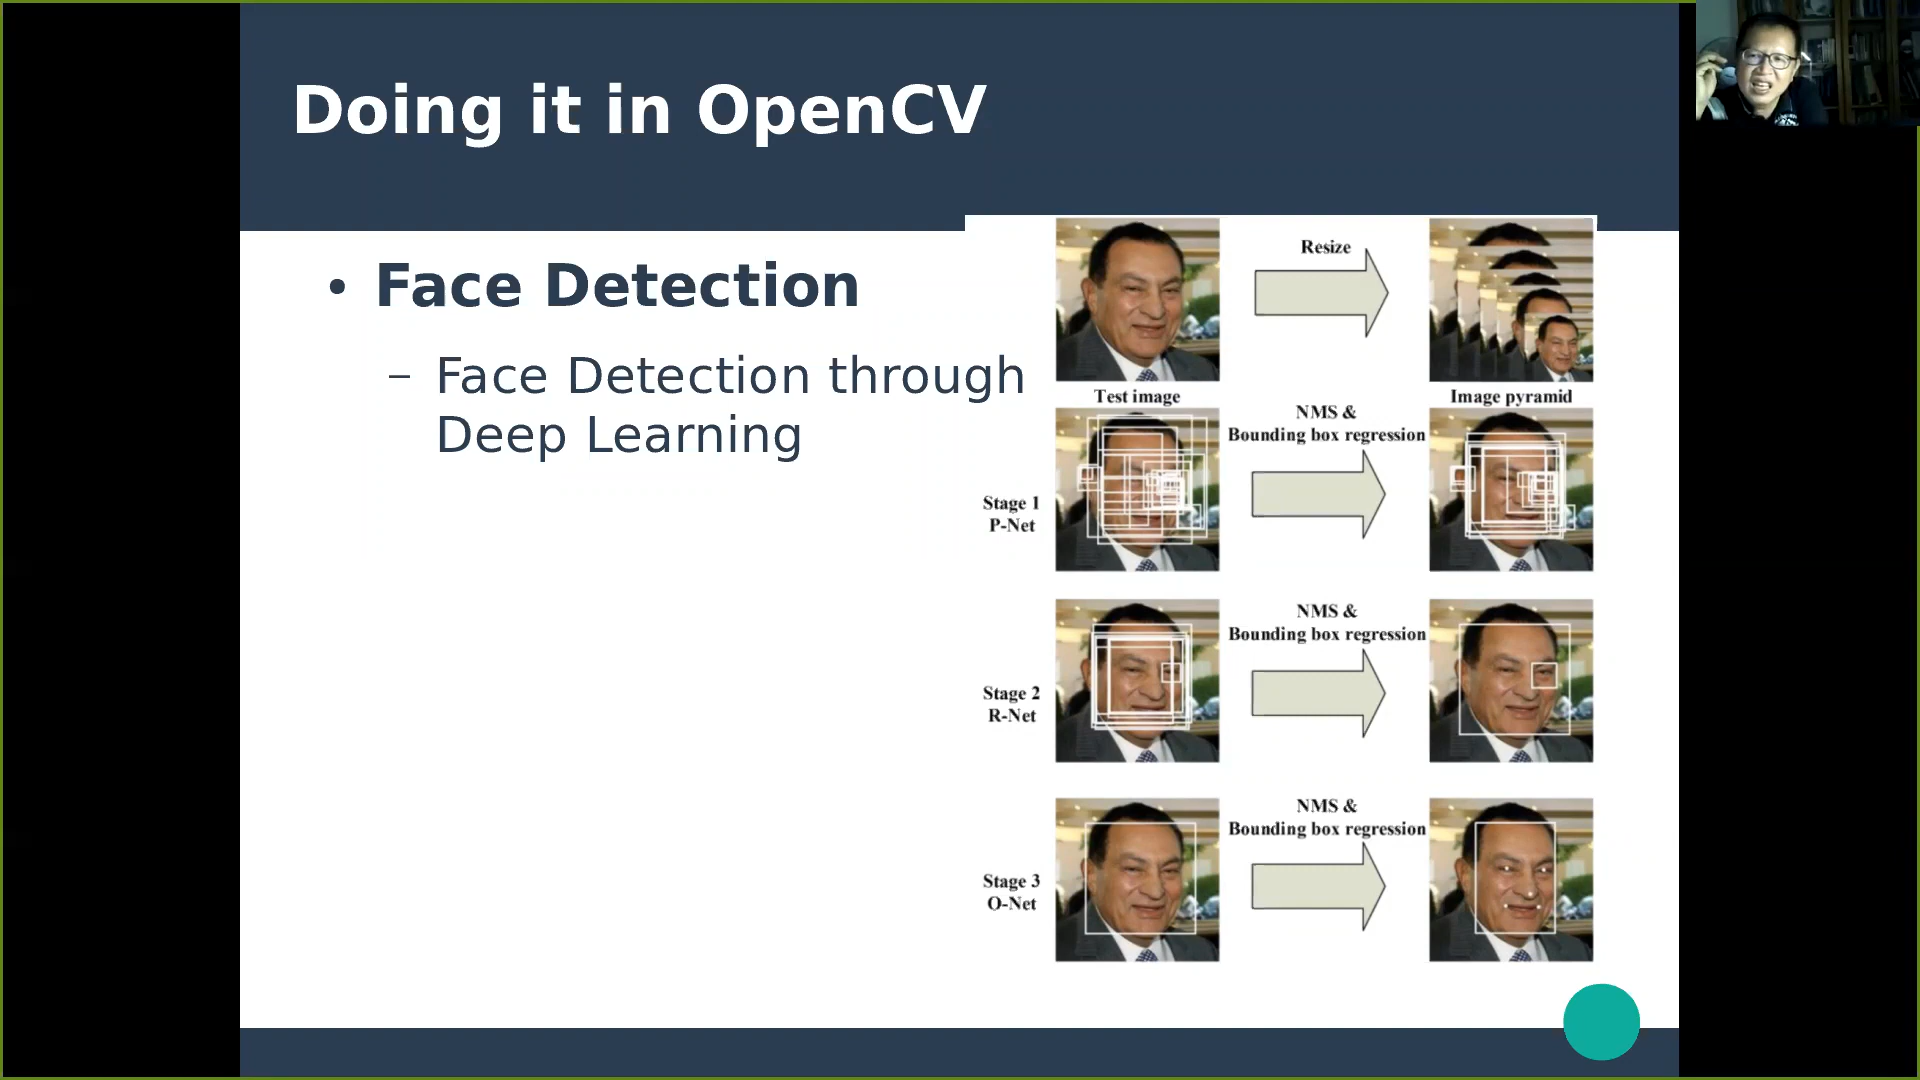 Doing it in OpenCV
• Face Detection
– Face Detection through
Deep Learning
Resize
Test image
Image pyramid
NMS &
Bounding box regression
Stage 1
P-Net
NMS &
Bounding box regression
Stage 2
R-Net
NMS &
Bounding box regression
Stage 3
O-Net